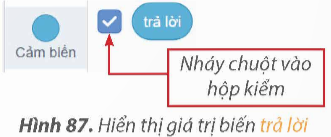 trả lời
Cảm biến
Nháy chuột vào
hộp kiểm
Hình 87. Hiển thị giá trị biến trả lời